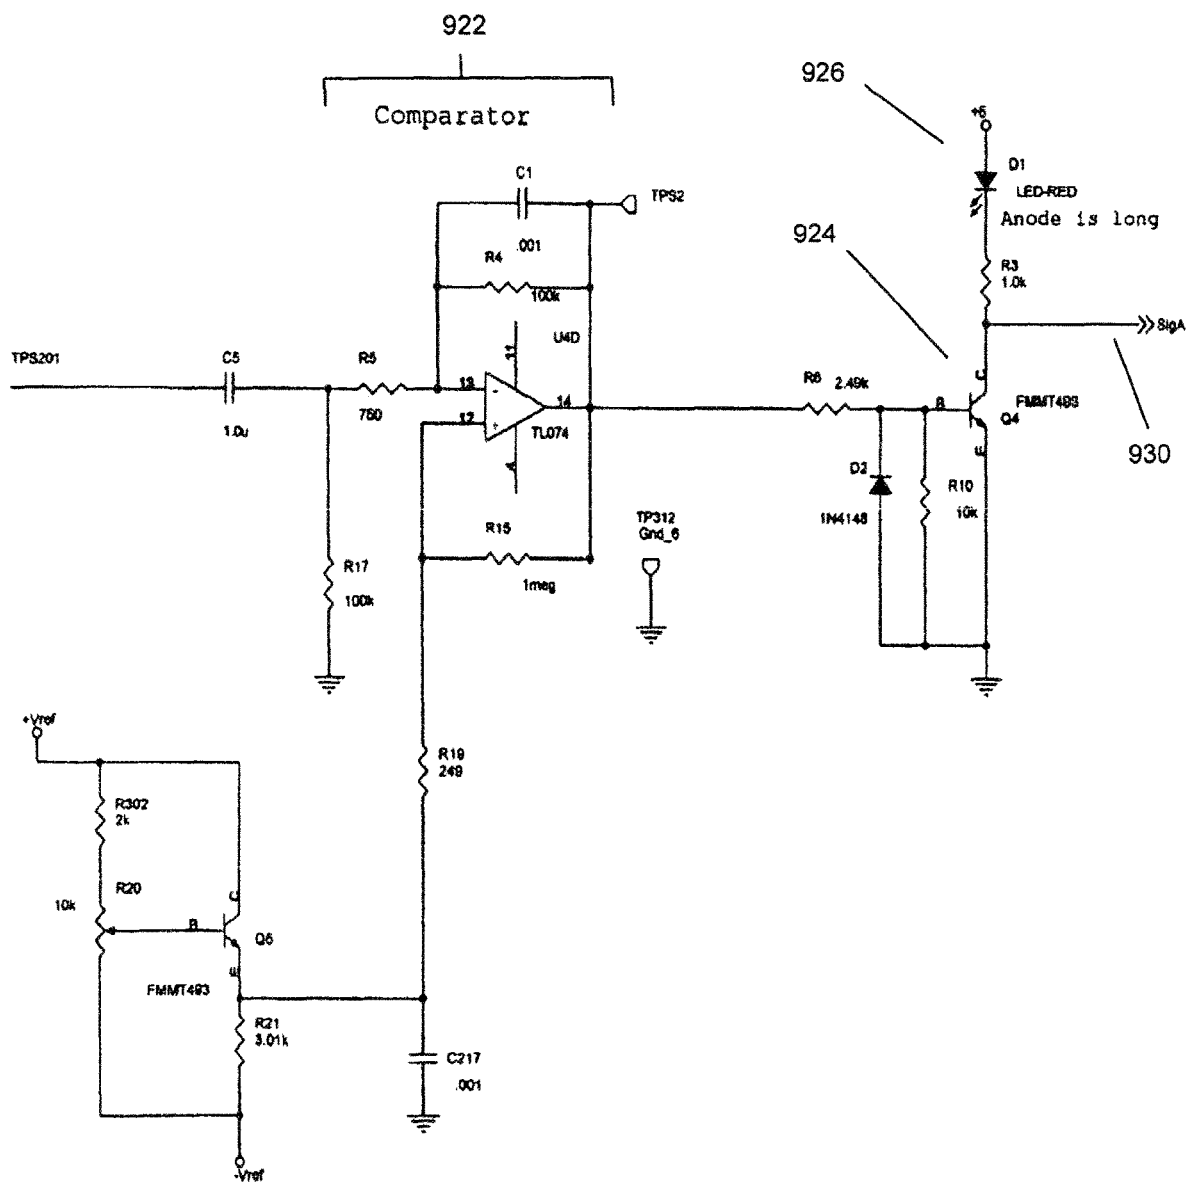 922
926
Comparator
+5
D1
LED-RED
Anode is long
C1
TPS2
.001
924
R4
100k
R3
1.0k
U4D
11
SigA
TPS201
C5
R5
13
14
R6
2.49k
C
B
FMMT493
Q4
1.0u
750
12
TL074
4
E
930
D2
1N4148
R10
10k
TP312
Gnd_6
R15
1meg
R17
100k
+Vref
R19
249
R302
2k
R20
10k
C
B
Q5
E
FMMT493
R21
3.01k
C217
.001
-Vref